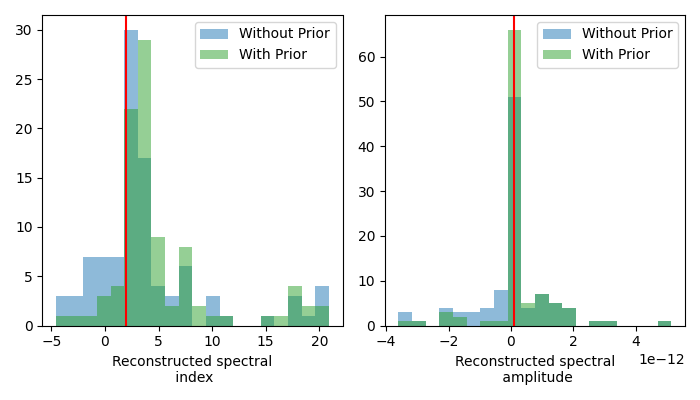 30
25
20
15
10
5
0
−5 0 5 10 15 20
Reconstructed spectral
index
Without Prior
With Prior
60
50
40
30
20
10
0
−4 −2 0 2 4
1e−12
Reconstructed spectral
amplitude
Without Prior
With Prior